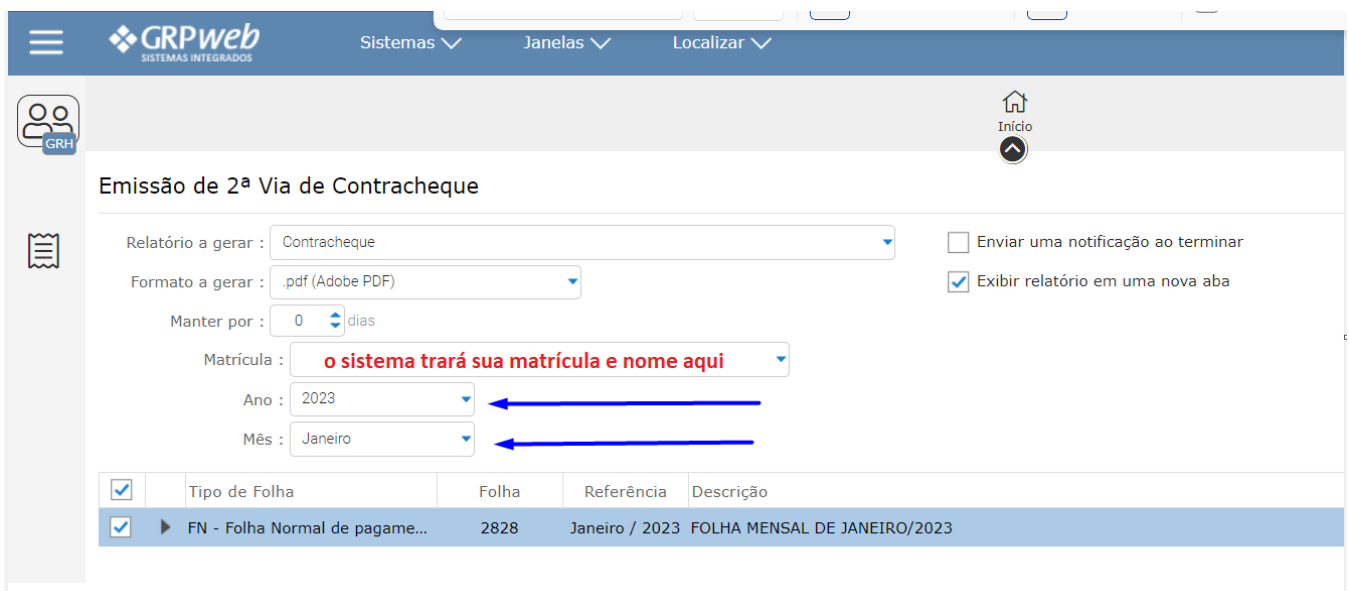 GRPweb
SISTEMAS INTEGRADOS
Sistemas
Janelas
Localizar
GRH
Início
Emissão de 2ª Via de Contracheque
Relatório a gerar : Contracheque
Enviar uma notificação ao terminar
Formato a gerar : .pdf (Adobe PDF)
Exibir relatório em uma nova aba
Manter por : 0 dias
Matrícula : o sistema trará sua matrícula e nome aqui
Ano : 2023
Mês : Janeiro
Tipo de Folha Folha Referência Descrição
FN - Folha Normal de pagame... 2828 Janeiro / 2023 FOLHA MENSAL DE JANEIRO/2023